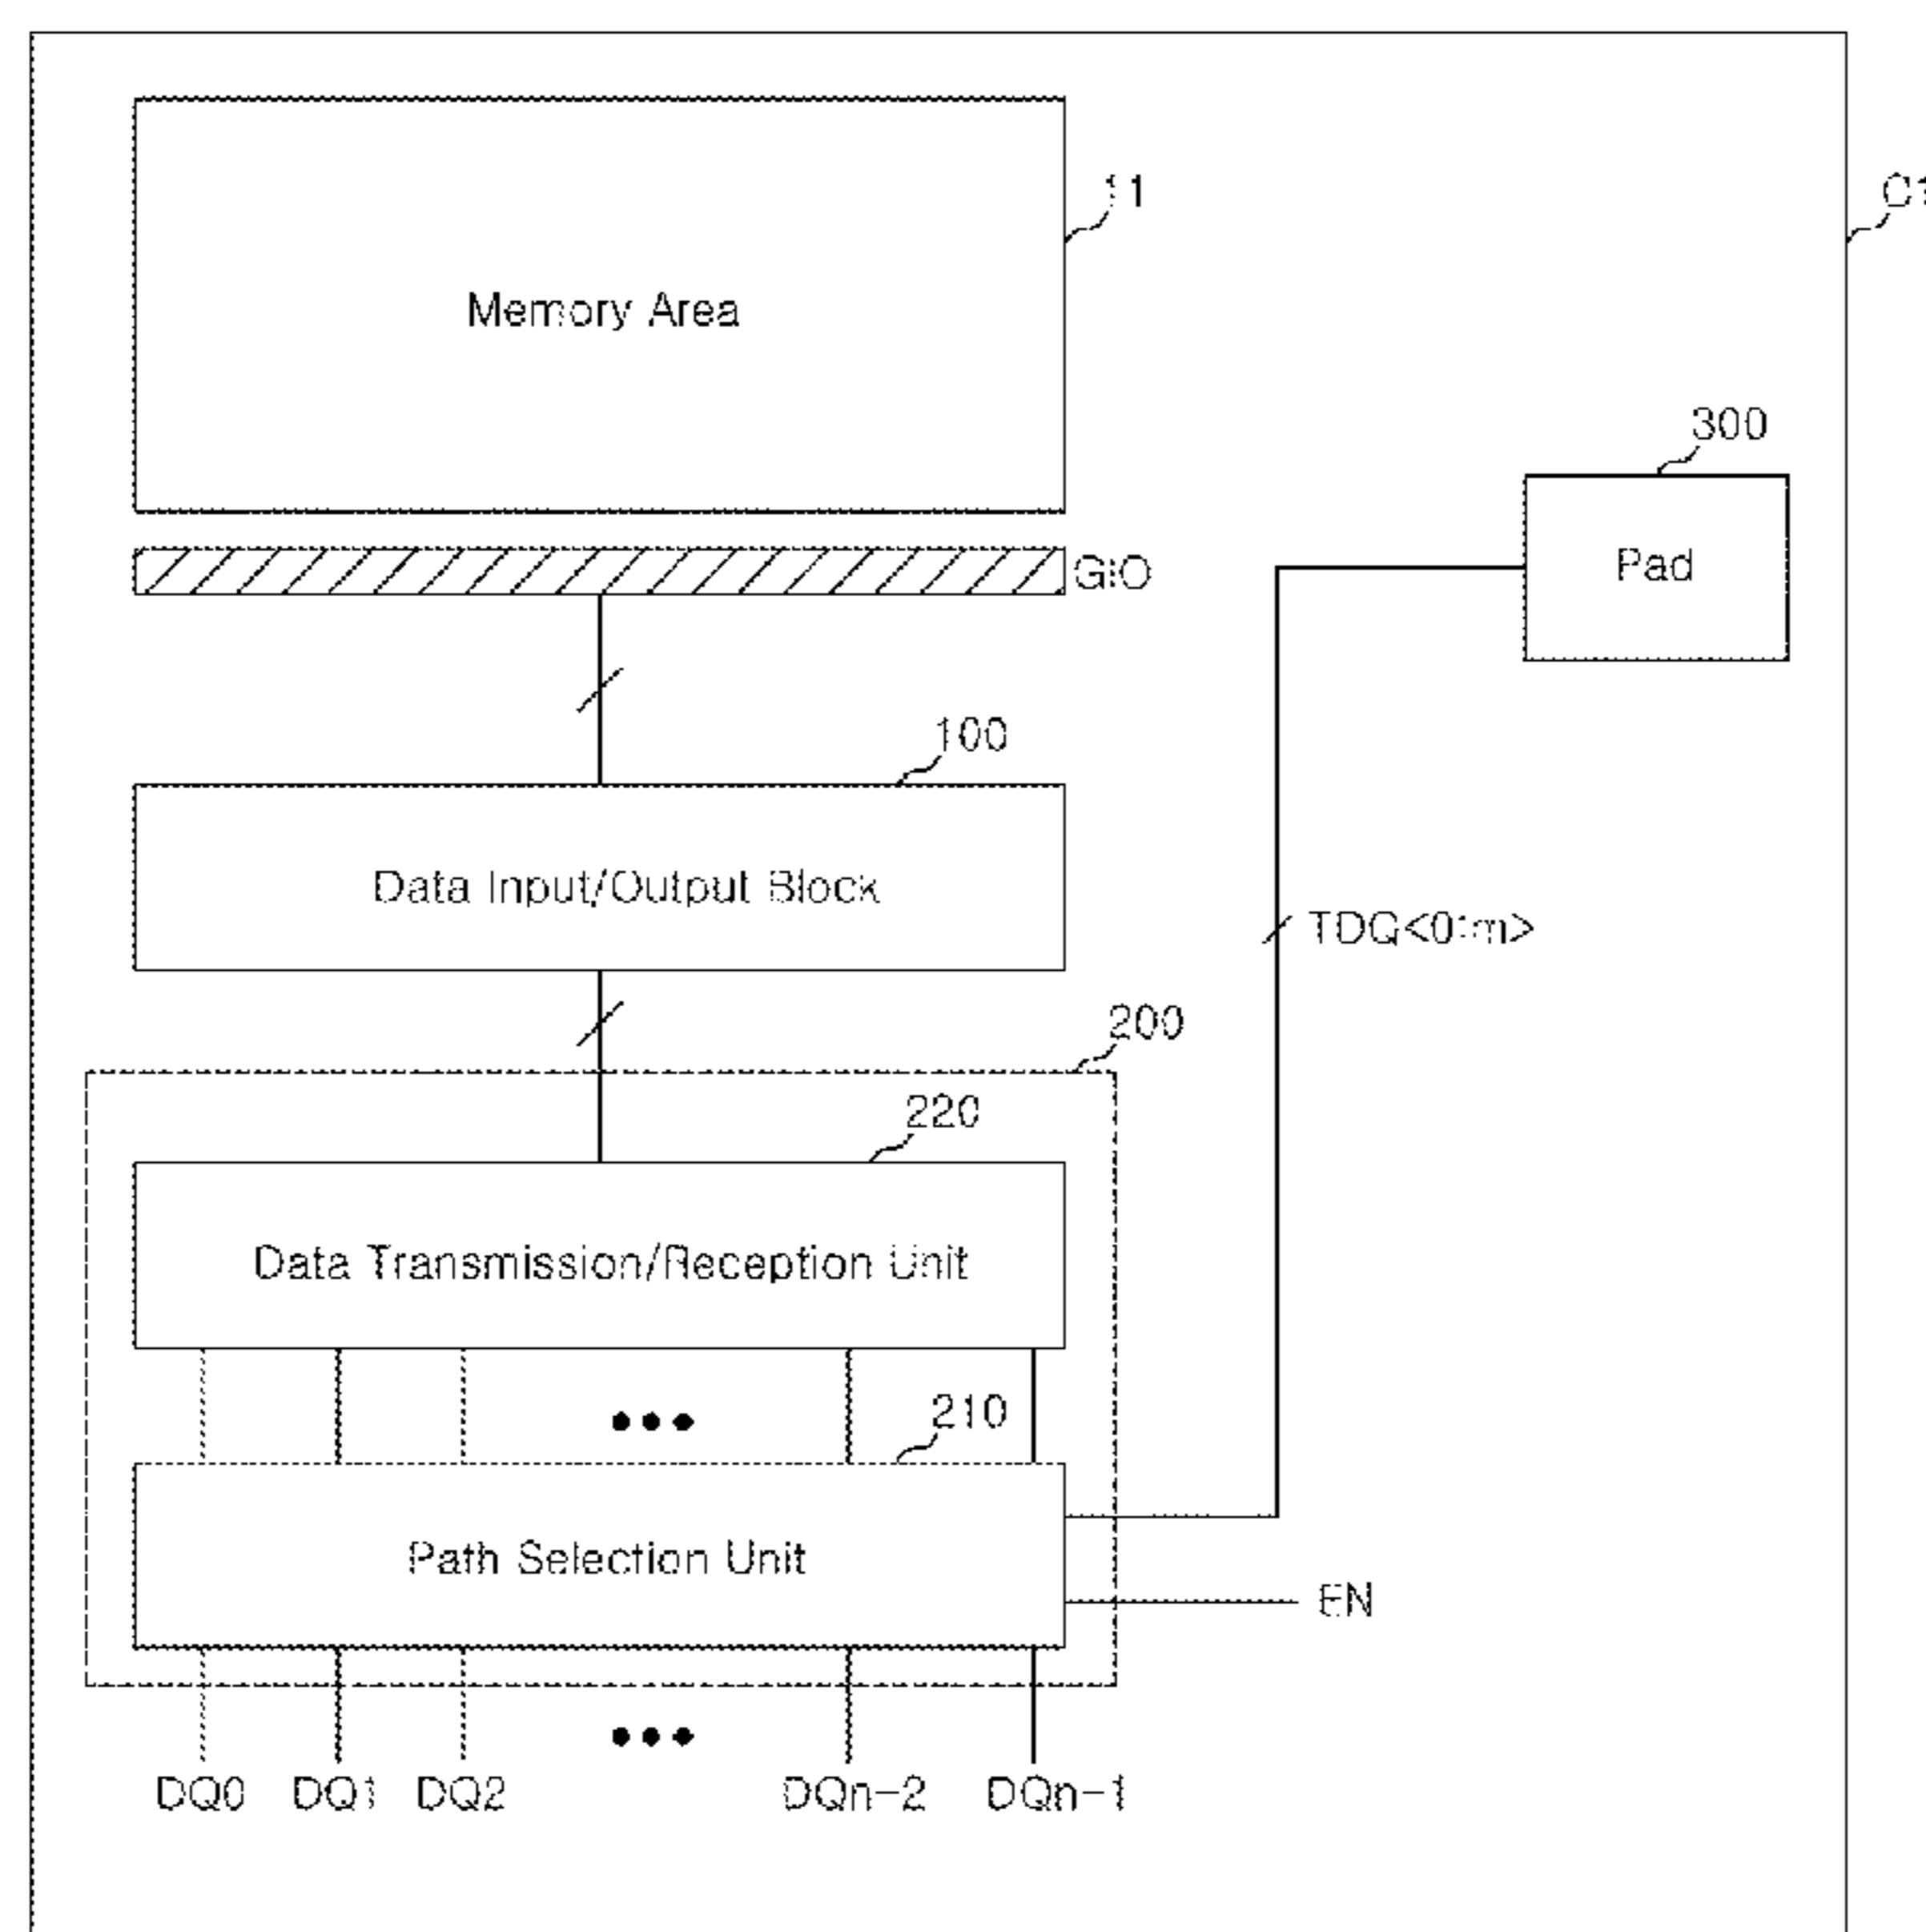 11
C1
Memory Area
300
Pad
GIO
100
Data Input/Output Block
TDQ<0:m>
200
220
Data Transmission/Reception Unit
210
Path Selection Unit
EN
DQ0 DQ1 DQ2 DQn-2 DQn-1